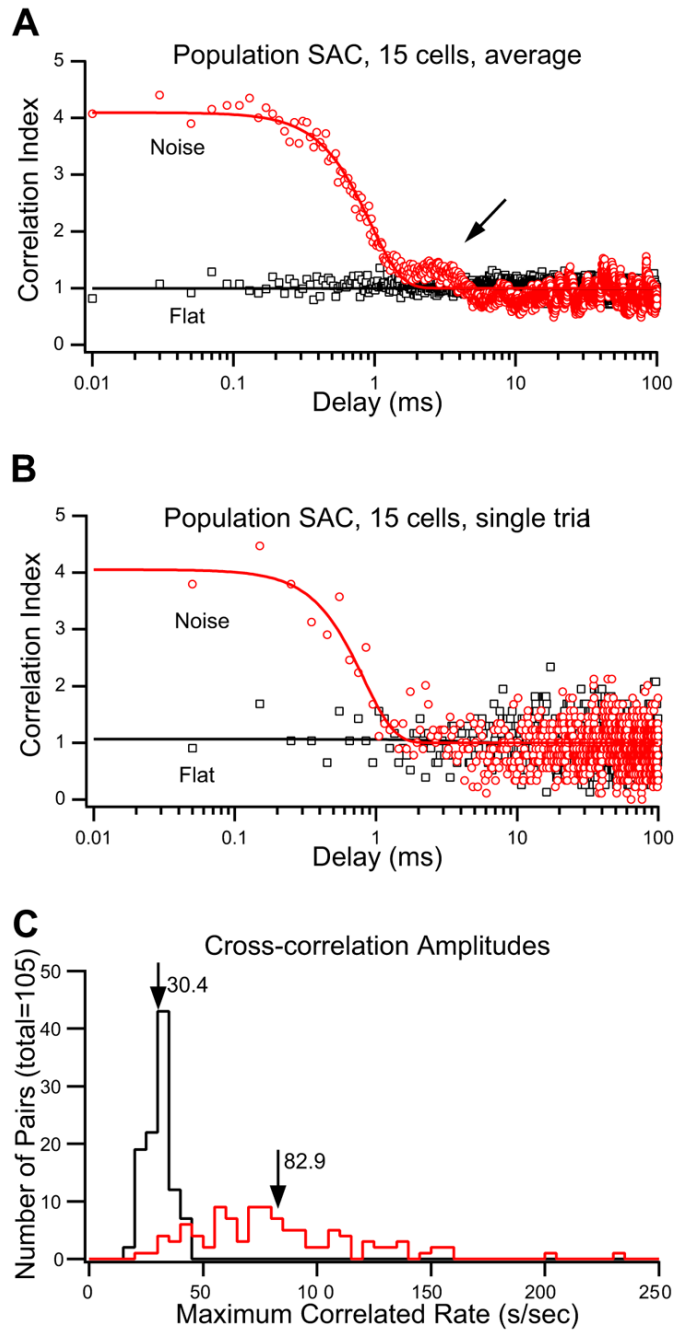 A
Population SAC, 15 cells, average
5
4
3
2
1
0
Correlation Index
Noise
Flat
0.01
0.1
1
10
100
Delay (ms)
B
Population SAC, 15 cells, single trial
5
4
3
2
1
0
Correlation Index
Noise
Flat
0.01
0.1
1
10
100
Delay (ms)
C
Cross-correlation Amplitudes
50
40
30
20
10
0
Number of Pairs (total=105)
30.4
82.9
0
50
10 0
150
200
250
Maximum Correlated Rate (s/sec)